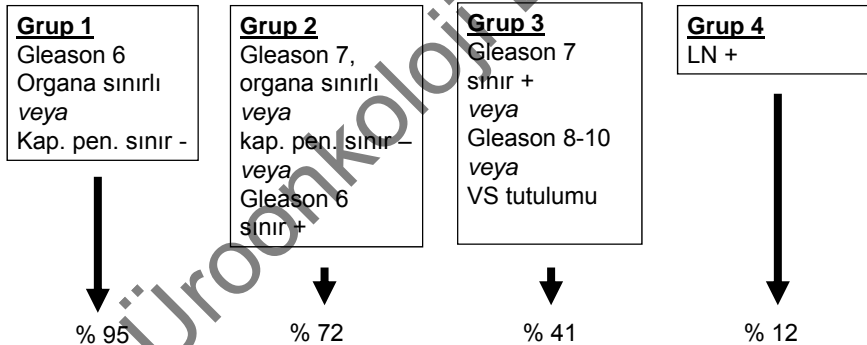 Grup 1
Gleason 6
Organa sınırlı
veya
Kap. pen. sınır -
Grup 2
Gleason 7,
organa sınırlı
veya
kap. pen. sınır –
veya
Gleason 6
sınır +
Grup 3
Gleason 7
sınır +
veya
Gleason 8-10
veya
VS tutulumu
Grup 4
LN +
% 95
% 72
% 41
% 12
Üroonkoloji